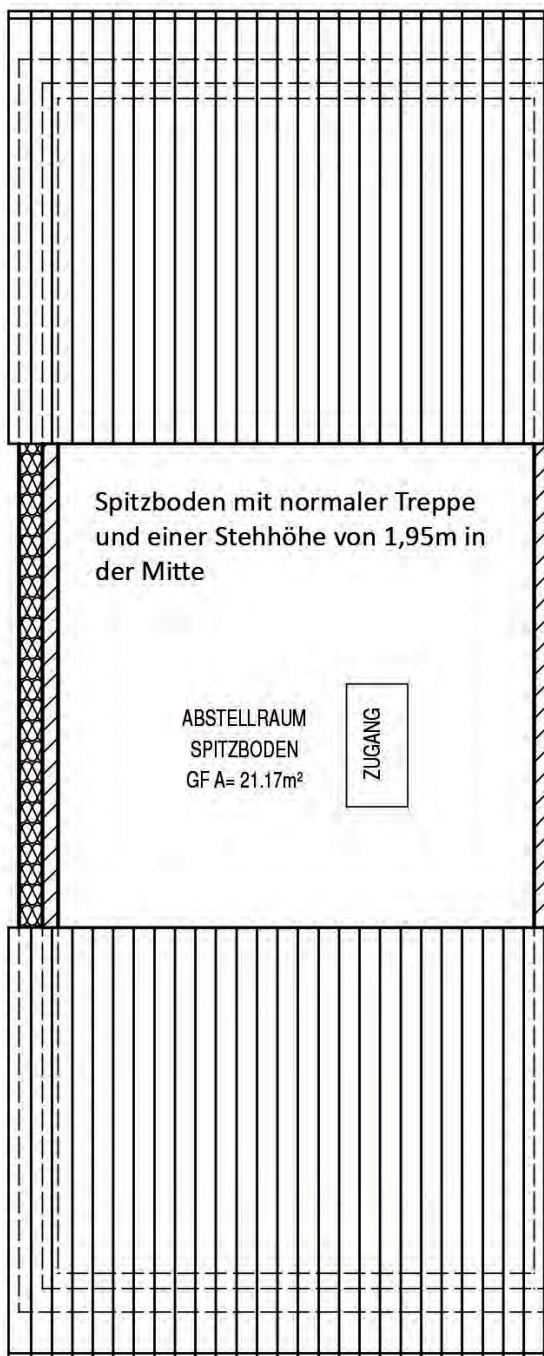 Spitzboden mit normaler Treppe
und einer Stehhöhe von 1,95m in
der Mitte
ABSTELLRAUM
SPITZBODEN
GF A= 21.17m²
ZUGANG